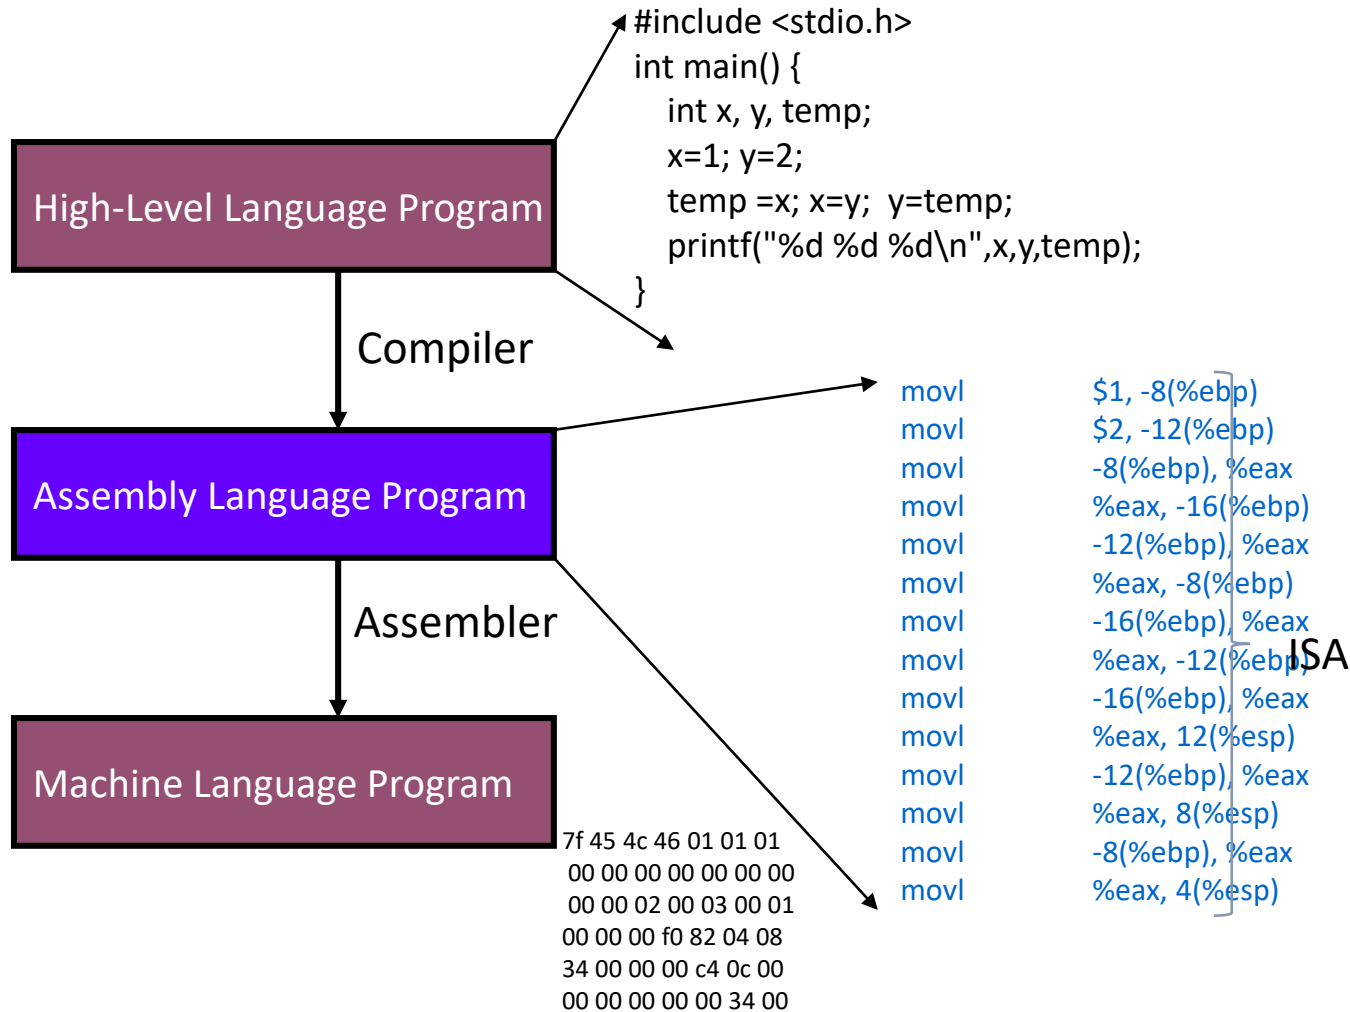 #include <stdio.h>
int main() {
int x, y, temp;
x=1; y=2;
temp =x; x=y;  y=temp;
printf("%d %d %d\n",x,y,temp);
}
High-Level Language Program
Compiler
Assembly Language Program
Assembler
Machine Language Program
movl $1, -8(%ebp)
movl $2, -12(%ebp)
movl -8(%ebp), %eax
movl %eax, -16(%ebp)
movl -12(%ebp), %eax
movl %eax, -8(%ebp)
movl -16(%ebp), %eax
movl %eax, -12(%ebp)
movl -16(%ebp), %eax
movl %eax, 12(%esp)
movl -12(%ebp), %eax
movl %eax, 8(%esp)
movl -8(%ebp), %eax
movl %eax, 4(%esp)
ISA
7f 45 4c 46 01 01 01
00 00 00 00 00 00 00
00 00 02 00 03 00 01
00 00 00 f0 82 04 08
34 00 00 00 c4 0c 00
00 00 00 00 00 34 00